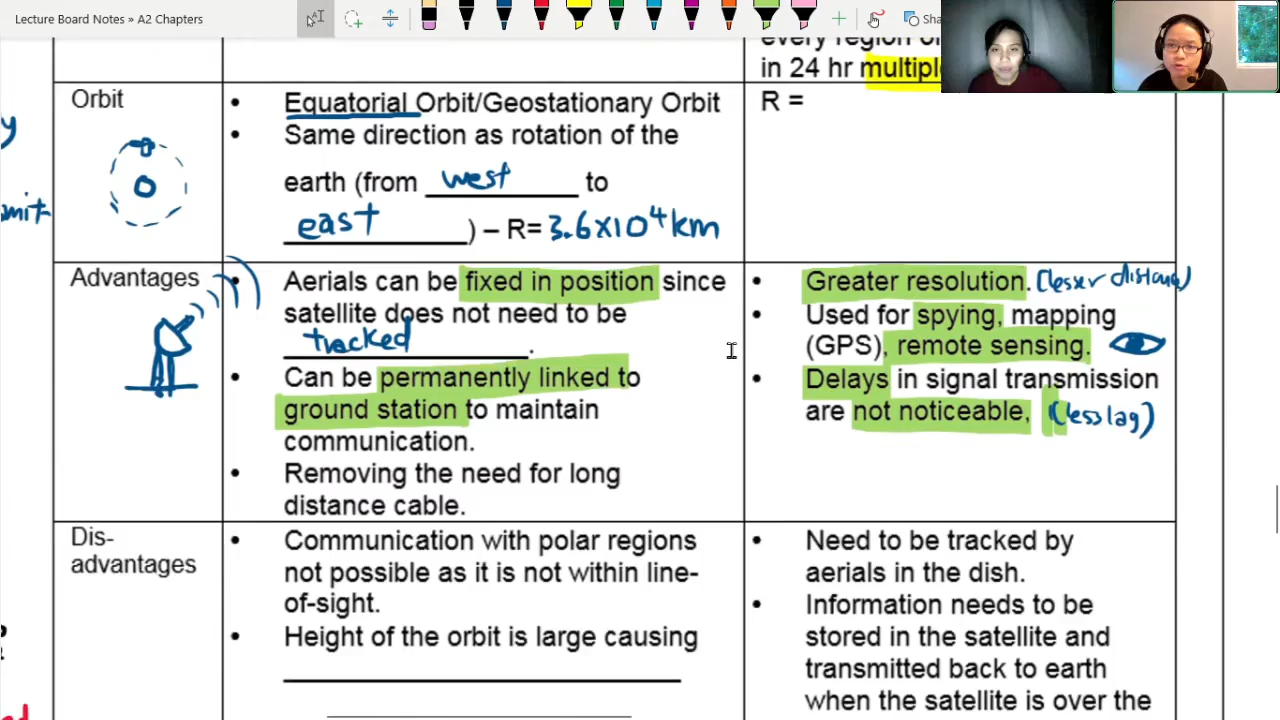 Lecture Board Notes » A2 Chapters
Sha
every region o
in 24 hr multiple
Orbit
• Equatorial Orbit/Geostationary Orbit
• Same direction as rotation of the
earth (from west to
east) – R= 3.6x10⁴ km
R =
y
smit
Advantages
• Aerials can be fixed in position since
satellite does not need to be
tracked.
• Can be permanently linked to
ground station to maintain
communication.
• Removing the need for long
distance cable.
• Greater resolution. (lesser distance)
• Used for spying, mapping
(GPS), remote sensing.
• Delays in signal transmission
are not noticeable, (less lag)
Dis-
advantages
• Communication with polar regions
not possible as it is not within line-
of-sight.
• Height of the orbit is large causing
• Need to be tracked by
aerials in the dish.
• Information needs to be
stored in the satellite and
transmitted back to earth
when the satellite is over the